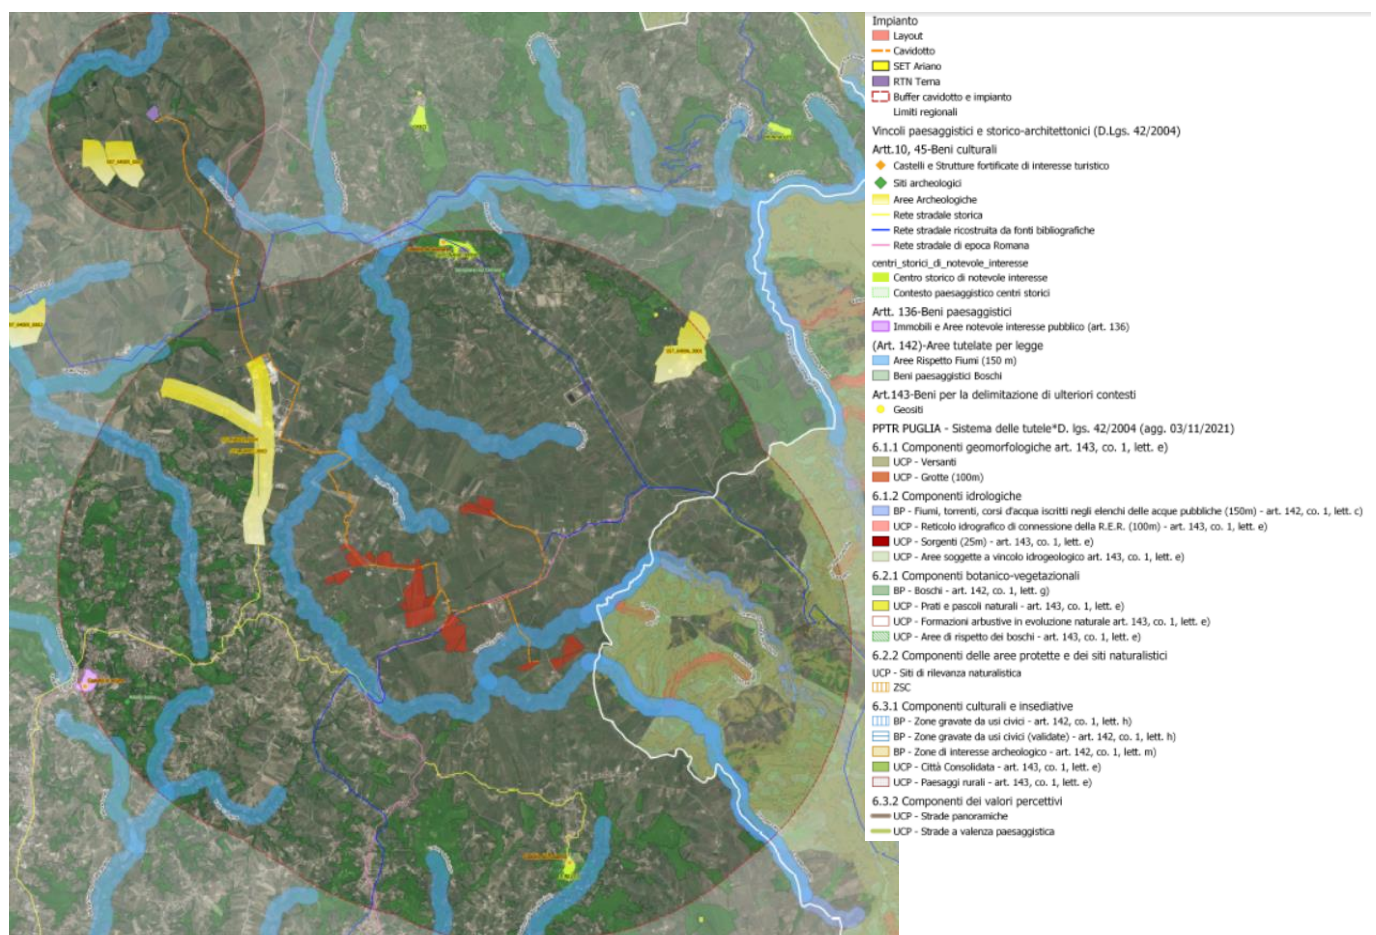 Impianto
Layout
Cavidotto
SET Ariano
RTN Terna
Buffer cavidotto e impianto
Limiti regionali
Vincoli paesaggistici e storico-architettonici (D.Lgs. 42/2004)
Artt.10, 45-Beni culturali
Castelli e Strutture fortificate di interesse turistico
Siti archeologici
Aree Archeologiche
Rete stradale storica
Rete stradale ricostruita da fonti bibliografiche
Rete stradale di epoca Romana
centri_storici_di_notevole_interesse
Centro storico di notevole interesse
Contesto paesaggistico centri storici
Artt. 136-Beni paesaggistici
Immobili e Aree notevole interesse pubblico (art. 136)
(Art. 142)-Aree tutelate per legge
Aree Rispetto Fiumi (150 m)
Beni paesaggistici Boschi
Art.143-Beni per la delimitazione di ulteriori contesti
Geositi
PPTR PUGLIA - Sistema delle tutele*D. lgs. 42/2004 (agg. 03/11/2021)
6.1.1 Componenti geomorfologiche art. 143, co. 1, lett. e)
UCP - Versanti
UCP - Grotte (100m)
6.1.2 Componenti idrologiche
BP - Fiumi, torrenti, corsi d'acqua iscritti negli elenchi delle acque pubbliche (150m) - art. 142, co. 1, lett. c)
UCP - Reticolo idrografico di connessione della R.E.R. (100m) - art. 143, co. 1, lett. e)
UCP - Sorgenti (25m) - art. 143, co. 1, lett. e)
UCP - Aree soggette a vincolo idrogeologico art. 143, co. 1, lett. e)
6.2.1 Componenti botanico-vegetazionali
BP - Boschi - art. 142, co. 1, lett. g)
UCP - Prati e pascoli naturali - art. 143, co. 1, lett. e)
UCP - Formazioni arbustive in evoluzione naturale art. 143, co. 1, lett. e)
UCP - Aree di rispetto dei boschi - art. 143, co. 1, lett. e)
6.2.2 Componenti delle aree protette e dei siti naturalistici
UCP - Siti di rilevanza naturalistica
ZSC
6.3.1 Componenti culturali e insediative
BP - Zone gravate da usi civici - art. 142, co. 1, lett. h)
BP - Zone gravate da usi civici (validate) - art. 142, co. 1, lett. h)
BP - Zone di interesse archeologico - art. 142, co. 1, lett. m)
UCP - Città Consolidata - art. 143, co. 1, lett. e)
UCP - Paesaggi rurali - art. 143, co. 1, lett. e)
6.3.2 Componenti dei valori percettivi
UCP - Strade panoramiche
UCP - Strade a valenza paesaggistica